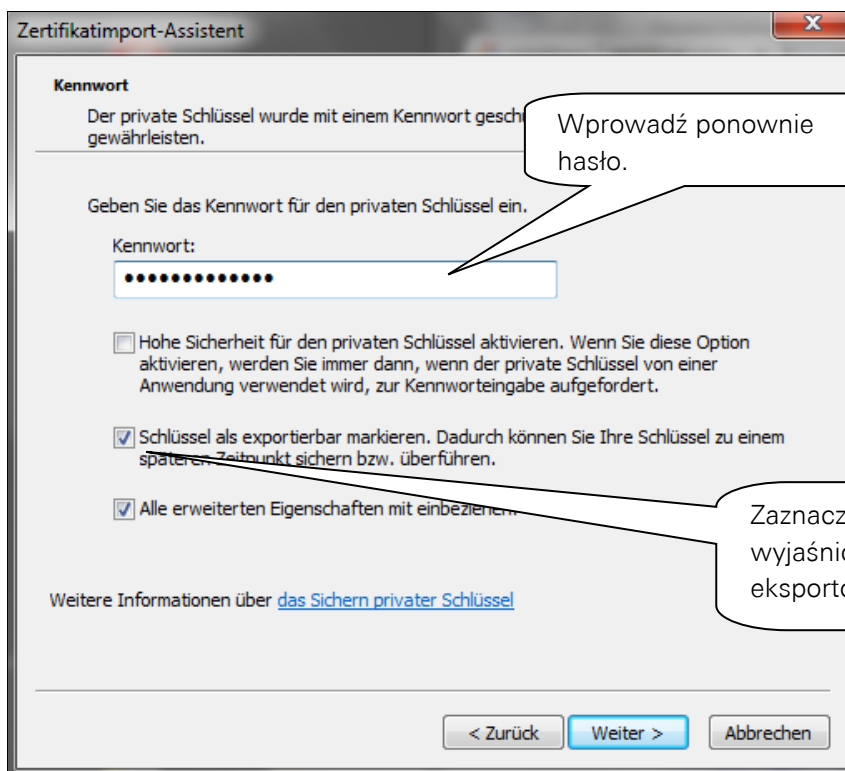 Zertifikatimport-Assistent
Kennwort
Der private Schlüssel wurde mit einem Kennwort
gewährleisten.
Wprowadź ponownie
hasło.
Geben Sie das Kennwort für den privaten Schlüssel ein.
Kennwort:
Hohe Sicherheit für den privaten Schlüssel aktivieren. Wenn Sie diese Option
aktivieren, werden Sie immer dann, wenn der private Schlüssel von einer
Anwendung verwendet wird, zur Kennworteingabe aufgefordert.
Schlüssel als exportierbar markieren. Dadurch können Sie Ihre Schlüssel zu einem
späteren Zeitpunkt sichern bzw. überführen.
Alle erweiterten Eigenschaften mit einbeziehen.
Weitere Informationen über das Sichern privater Schlüssel
< Zurück
Weiter >
Abbrechen